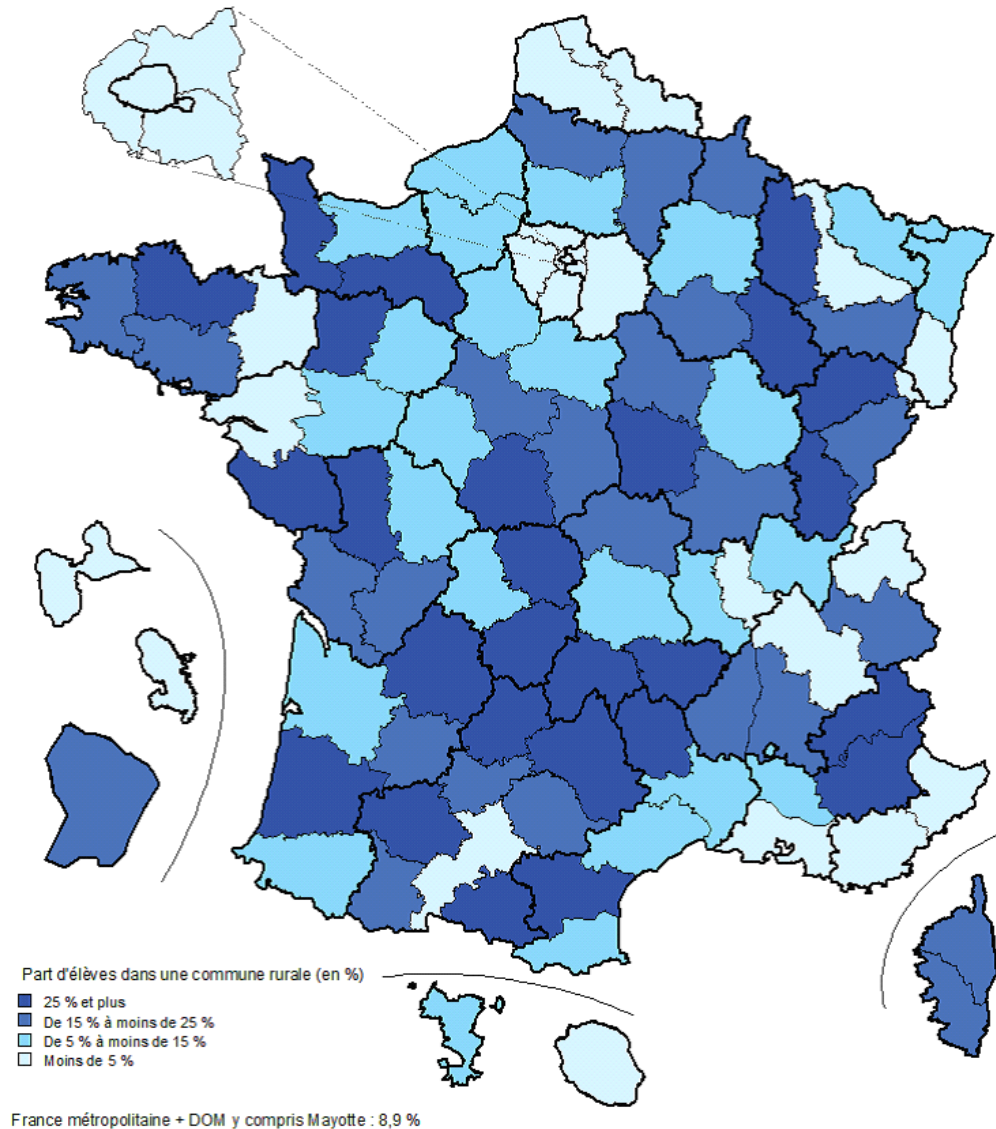 Part d'élèves dans une commune rurale (en %)
25 % et plus
De 15 % à moins de 25 %
De 5 % à moins de 15 %
Moins de 5 %
France métropolitaine + DOM y compris Mayotte : 8,9 %